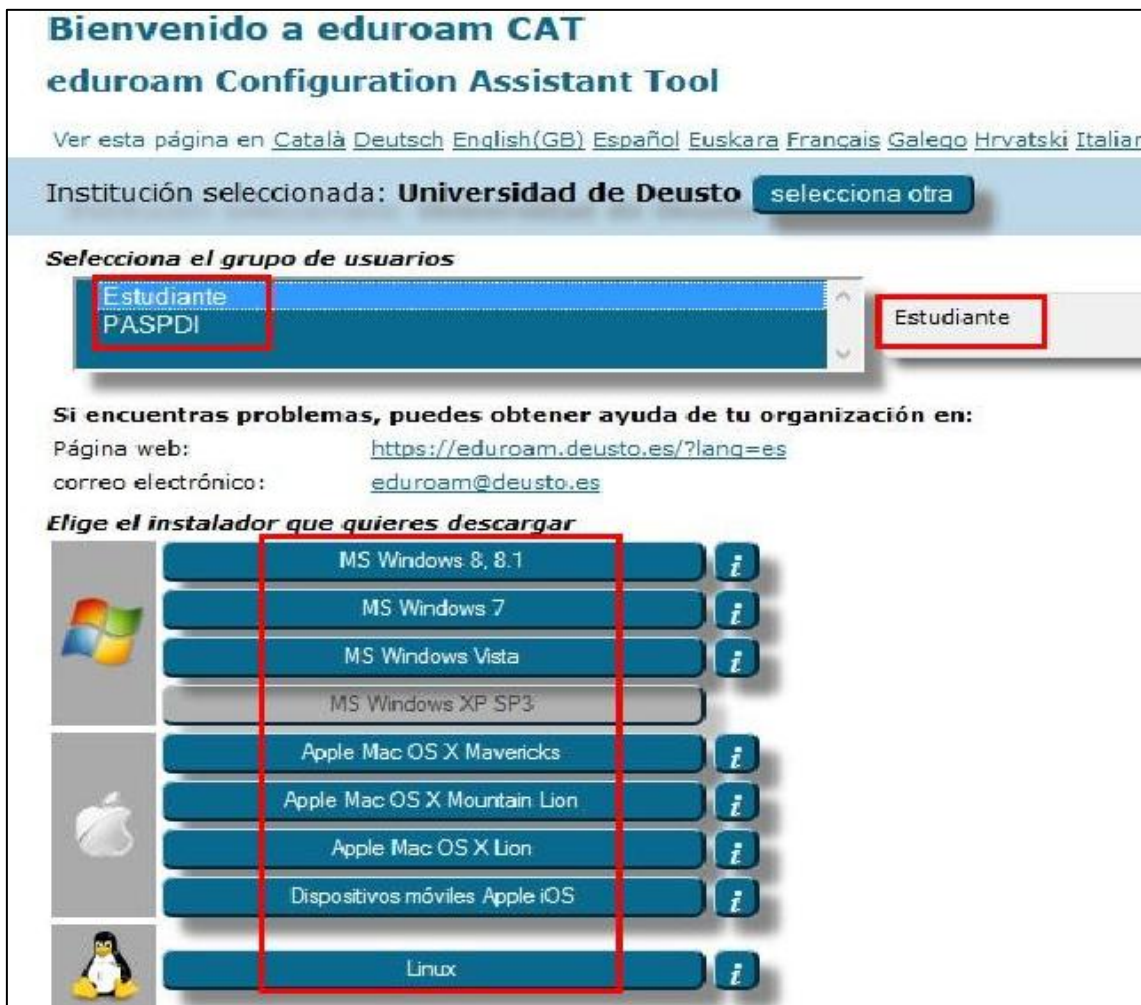 Bienvenido a eduroam CAT
eduroam Configuration Assistant Tool
Ver esta página en Català Deutsch English(GB) Español Euskara Français Galego Hrvatski Italian
Institución seleccionada: Universidad de Deusto selecciona otra
Selecciona el grupo de usuarios
Estudiante
PASPDI
Estudiante
Si encuentras problemas, puedes obtener ayuda de tu organización en:
Página web: https://eduroam.deusto.es/?lang=es
correo electrónico: eduroam@deusto.es
Elige el instalador que quieres descargar
MS Windows 8, 8.1 i
MS Windows 7 i
MS Windows Vista i
MS Windows XP SP3
Apple Mac OS X Mavericks i
Apple Mac OS X Mountain Lion i
Apple Mac OS X Lion i
Dispositivos móviles Apple iOS i
Linux i